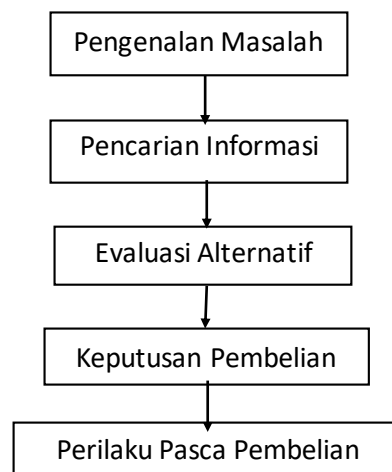 Pengenalan Masalah
Pencarian Informasi
Evaluasi Alternatif
Keputusan Pembelian
Perilaku Pasca Pembelian